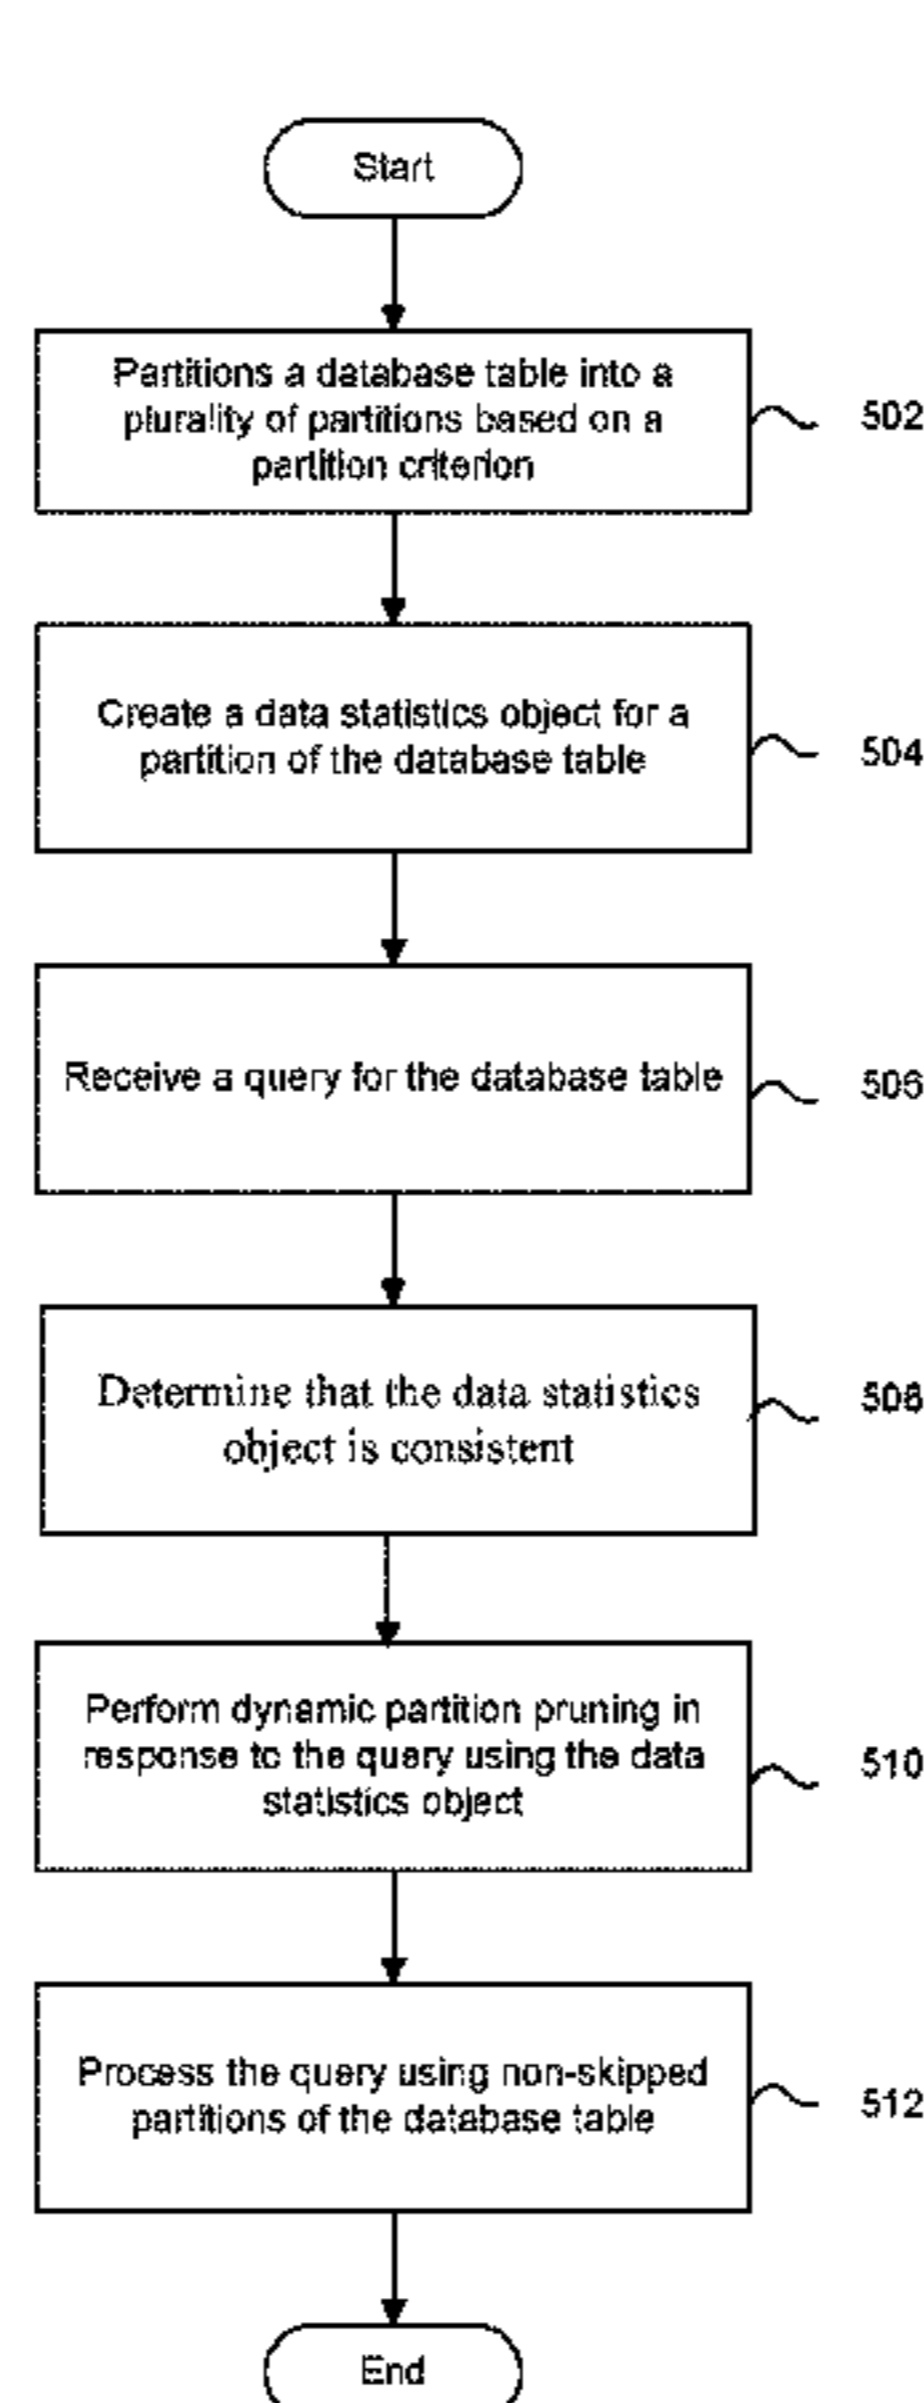 Start
Partitions a database table into a
plurality of partitions based on a
partition criterion
502
Create a data statistics object for a
partition of the database table
504
Receive a query for the database table
506
Determine that the data statistics
object is consistent
508
Perform dynamic partition pruning in
response to the query using the data
statistics object
510
Process the query using non-skipped
partitions of the database table
512
End